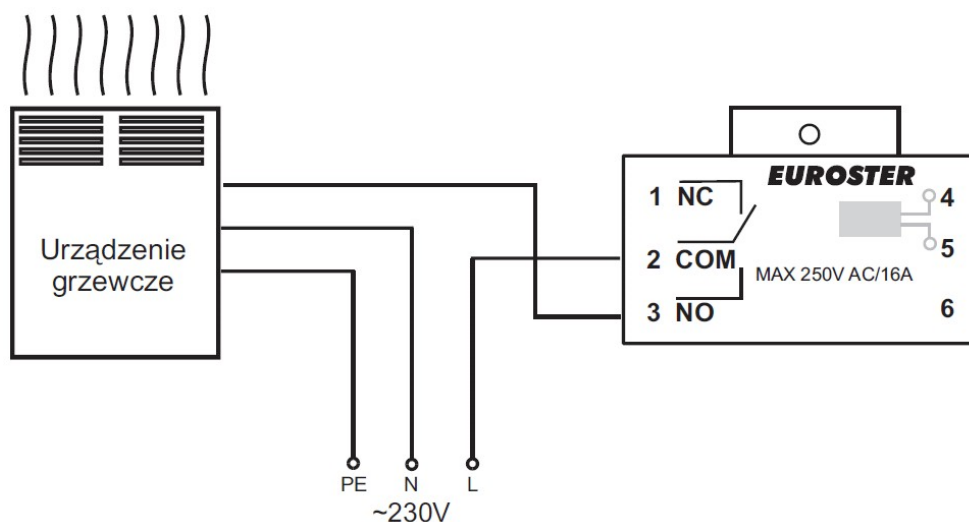 Urządzenie
grzewcze
EUROSTER
1 NC
4
5
2 COM
MAX 250V AC/16A
3 NO
6
PE N L
~230V